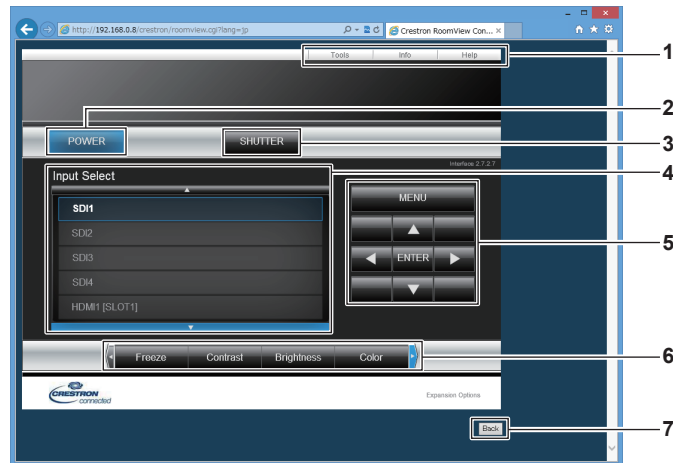 http://192.168.0.8/crestron/roomview.cgi?lang=jp
Crestron RoomView Con... ×
Tools Info Help
1
2
POWER SHUTTER
3
Interface 2.7.2.7
4
Input Select
MENU
SDI1
SDI2
5
SDI3
ENTER
SDI4
HDMI1 [SLOT1]
Freeze Contrast Brightness Color
6
CRESTRON
connected
Expansion Options
Back
7